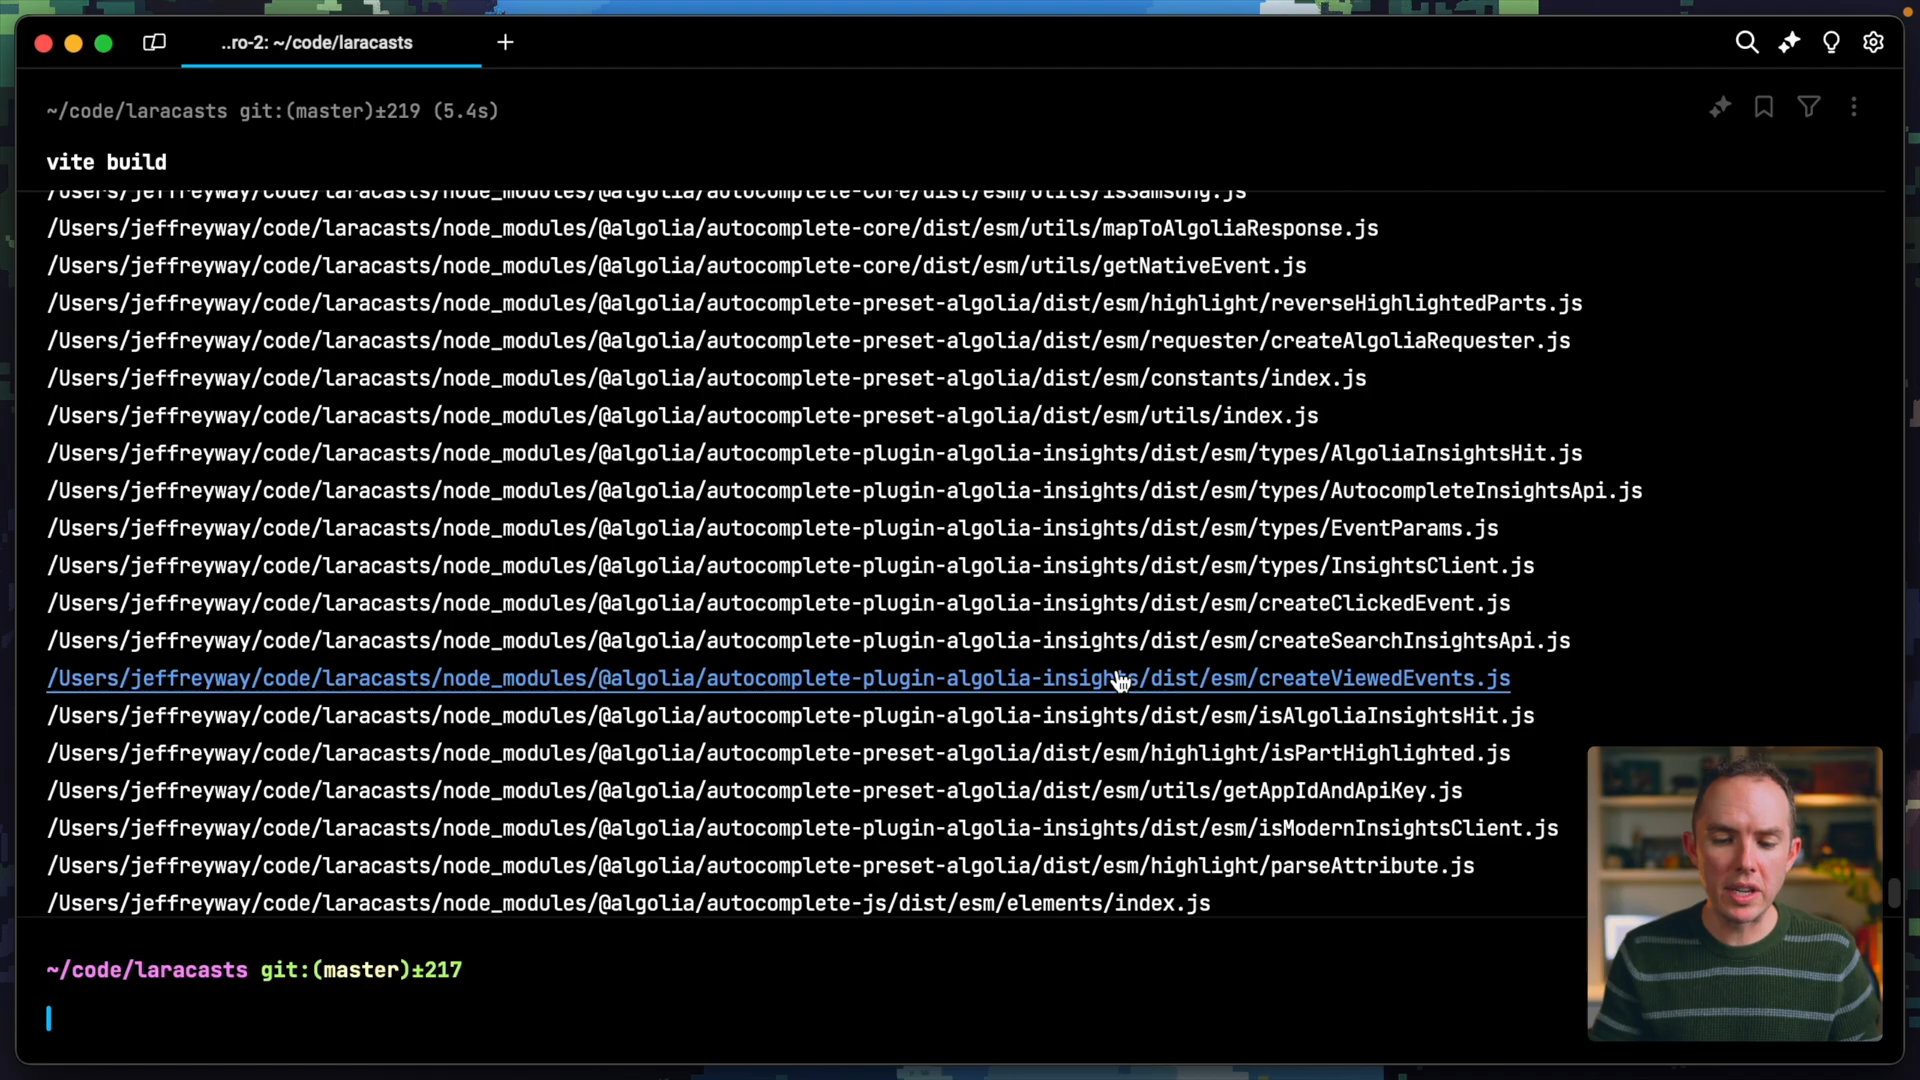 ..ro-2: ~/code/laracasts
~/code/laracasts git:(master)±219 (5.4s)
vite build
/Users/jeffreyway/code/laracasts/node_modules/@algolia/autocomplete-core/dist/esm/utils/isSamsung.js
/Users/jeffreyway/code/laracasts/node_modules/@algolia/autocomplete-core/dist/esm/utils/mapToAlgoliaResponse.js
/Users/jeffreyway/code/laracasts/node_modules/@algolia/autocomplete-core/dist/esm/utils/getNativeEvent.js
/Users/jeffreyway/code/laracasts/node_modules/@algolia/autocomplete-preset-algolia/dist/esm/highlight/reverseHighlightedParts.js
/Users/jeffreyway/code/laracasts/node_modules/@algolia/autocomplete-preset-algolia/dist/esm/requester/createAlgoliaRequester.js
/Users/jeffreyway/code/laracasts/node_modules/@algolia/autocomplete-preset-algolia/dist/esm/constants/index.js
/Users/jeffreyway/code/laracasts/node_modules/@algolia/autocomplete-preset-algolia/dist/esm/utils/index.js
/Users/jeffreyway/code/laracasts/node_modules/@algolia/autocomplete-plugin-algolia-insights/dist/esm/types/AlgoliaInsightsHit.js
/Users/jeffreyway/code/laracasts/node_modules/@algolia/autocomplete-plugin-algolia-insights/dist/esm/types/AutocompleteInsightsApi.js
/Users/jeffreyway/code/laracasts/node_modules/@algolia/autocomplete-plugin-algolia-insights/dist/esm/types/EventParams.js
/Users/jeffreyway/code/laracasts/node_modules/@algolia/autocomplete-plugin-algolia-insights/dist/esm/types/InsightsClient.js
/Users/jeffreyway/code/laracasts/node_modules/@algolia/autocomplete-plugin-algolia-insights/dist/esm/createClickedEvent.js
/Users/jeffreyway/code/laracasts/node_modules/@algolia/autocomplete-plugin-algolia-insights/dist/esm/createSearchInsightsApi.js
/Users/jeffreyway/code/laracasts/node_modules/@algolia/autocomplete-plugin-algolia-insights/dist/esm/createViewedEvents.js
/Users/jeffreyway/code/laracasts/node_modules/@algolia/autocomplete-plugin-algolia-insights/dist/esm/isAlgoliaInsightsHit.js
/Users/jeffreyway/code/laracasts/node_modules/@algolia/autocomplete-preset-algolia/dist/esm/highlight/isPartHighlighted.js
/Users/jeffreyway/code/laracasts/node_modules/@algolia/autocomplete-preset-algolia/dist/esm/utils/getAppIdAndApiKey.js
/Users/jeffreyway/code/laracasts/node_modules/@algolia/autocomplete-plugin-algolia-insights/dist/esm/isModernInsightsClient.js
/Users/jeffreyway/code/laracasts/node_modules/@algolia/autocomplete-preset-algolia/dist/esm/highlight/parseAttribute.js
/Users/jeffreyway/code/laracasts/node_modules/@algolia/autocomplete-js/dist/esm/elements/index.js
~/code/laracasts git:(master)±217